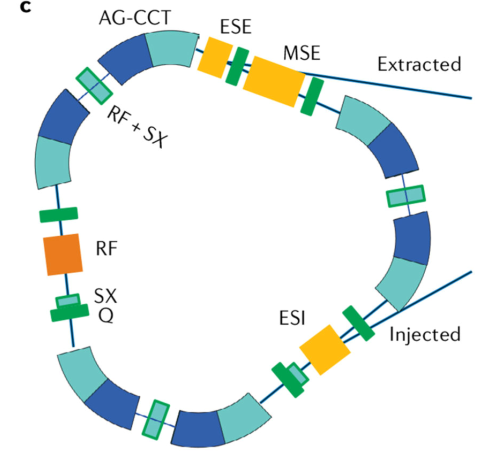 c
AG-CCT
ESE
MSE
Extracted
RF + SX
RF
SX
Q
ESI
Injected